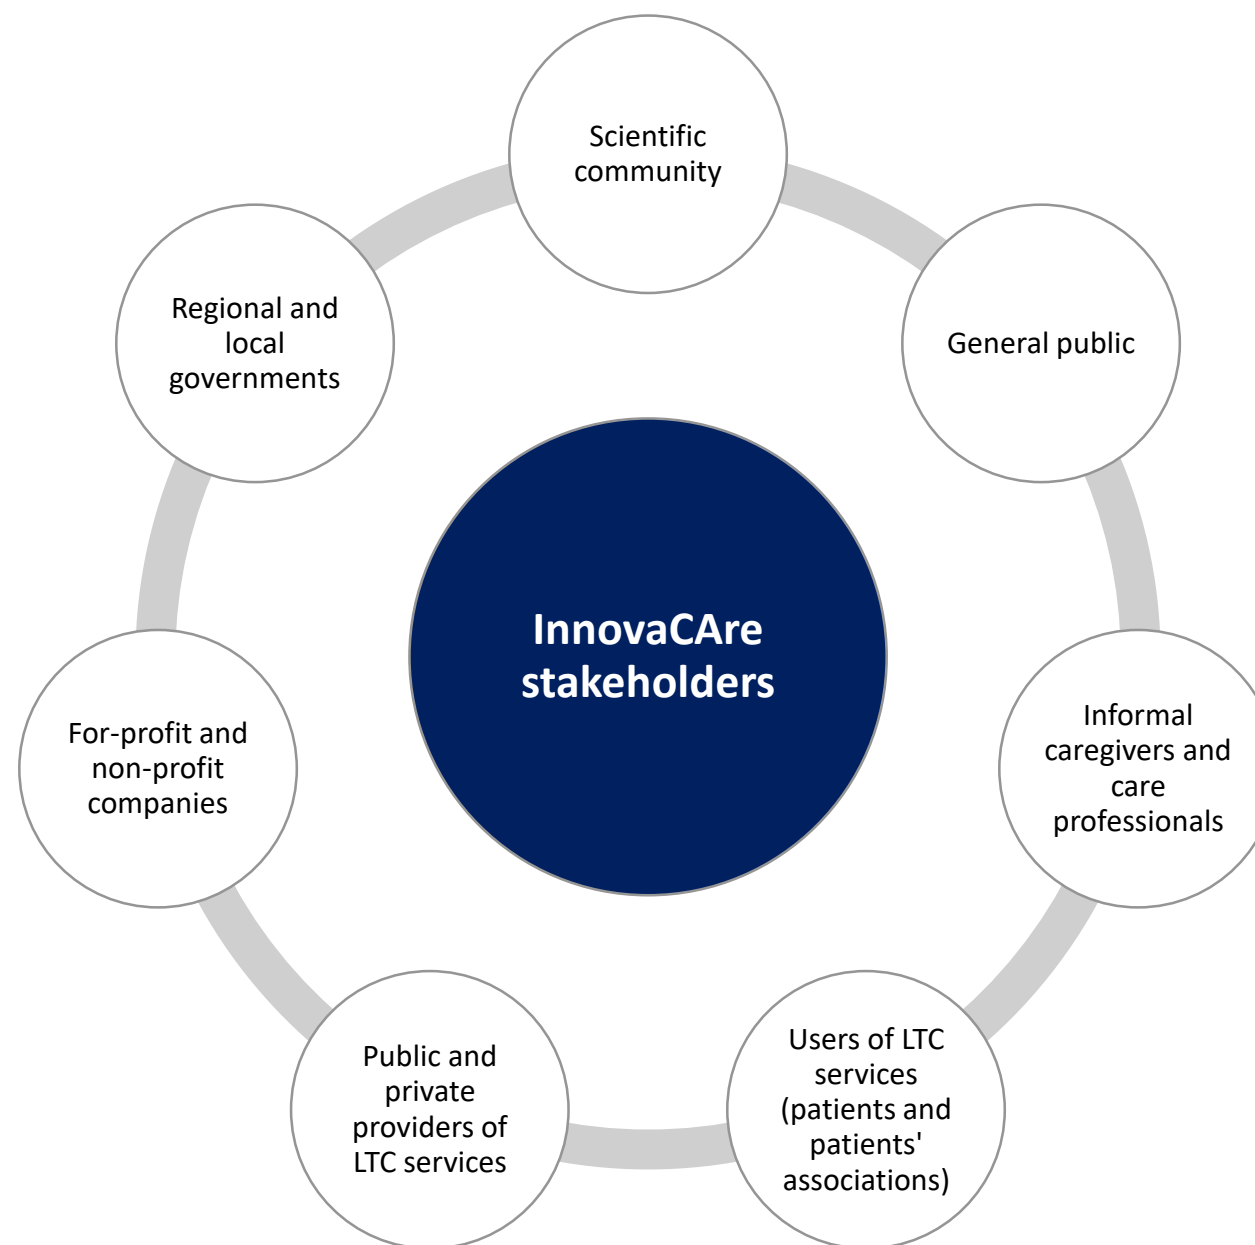 Scientific
community
General public
Informal
caregivers and
care
professionals
Users of LTC
services
(patients and
patients'
associations)
Public and
private
providers of
LTC services
For-profit and
non-profit
companies
Regional and
local
governments
InnovaCAre
stakeholders